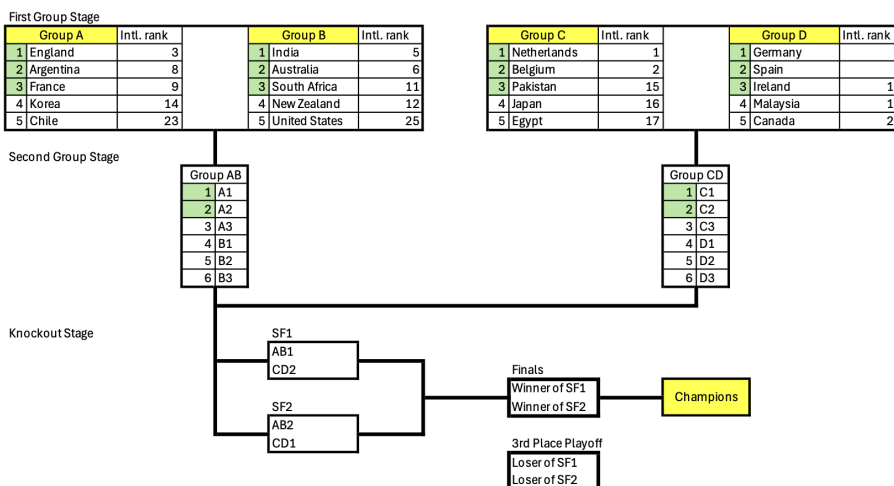 First Group Stage
Group A Intl. rank Group B Intl. rank Group C Intl. rank Group D Intl. rank
1 England 3 1 India 5 1 Netherlands 1 1 Germany
2 Argentina 8 2 Australia 6 2 Belgium 2 2 Spain
3 France 9 3 South Africa 11 3 Pakistan 15 3 Ireland 1
4 Korea 14 4 New Zealand 12 4 Japan 16 4 Malaysia 1
5 Chile 23 5 United States 25 5 Egypt 17 5 Canada 2
Second Group Stage
Group AB Group CD
1 A1 1 C1
2 A2 2 C2
3 A3 3 C3
4 B1 4 D1
5 B2 5 D2
6 B3 6 D3
Knockout Stage
SF1
AB1
CD2
Finals
Winner of SF1
Winner of SF2
Champions
SF2
AB2
CD1
3rd Place Playoff
Loser of SF1
Loser of SF2